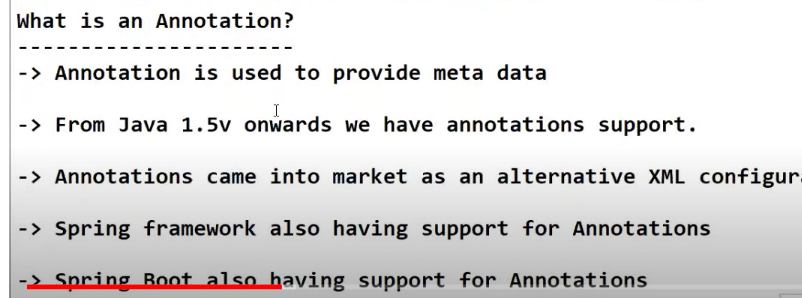 What is an Annotation?
----------------------
-> Annotation is used to provide meta data
-> From Java 1.5v onwards we have annotations support.
-> Annotations came into market as an alternative XML configura
-> Spring framework also having support for Annotations
-> Spring Boot also having support for Annotations